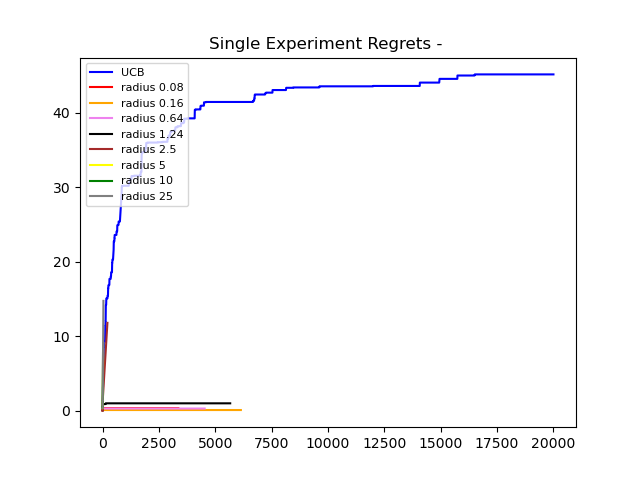 Single Experiment Regrets -
UCB
radius 0.08
radius 0.16
radius 0.64
radius 1.24
radius 2.5
radius 5
radius 10
radius 25
40
30
20
10
0
0 2500 5000 7500 10000 12500 15000 17500 20000